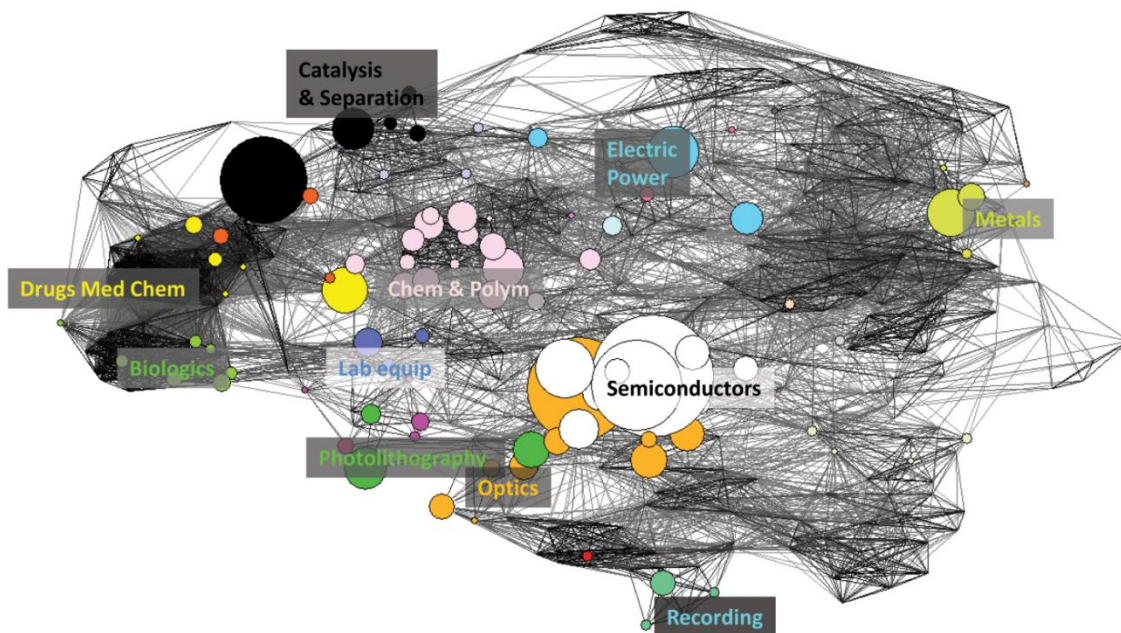 Catalysis
& Separation
Electric
Power
Metals
Drugs Med Chem
Chem & Polym
Biologics
Lab equip
Semiconductors
Photolithography
Optics
Recording